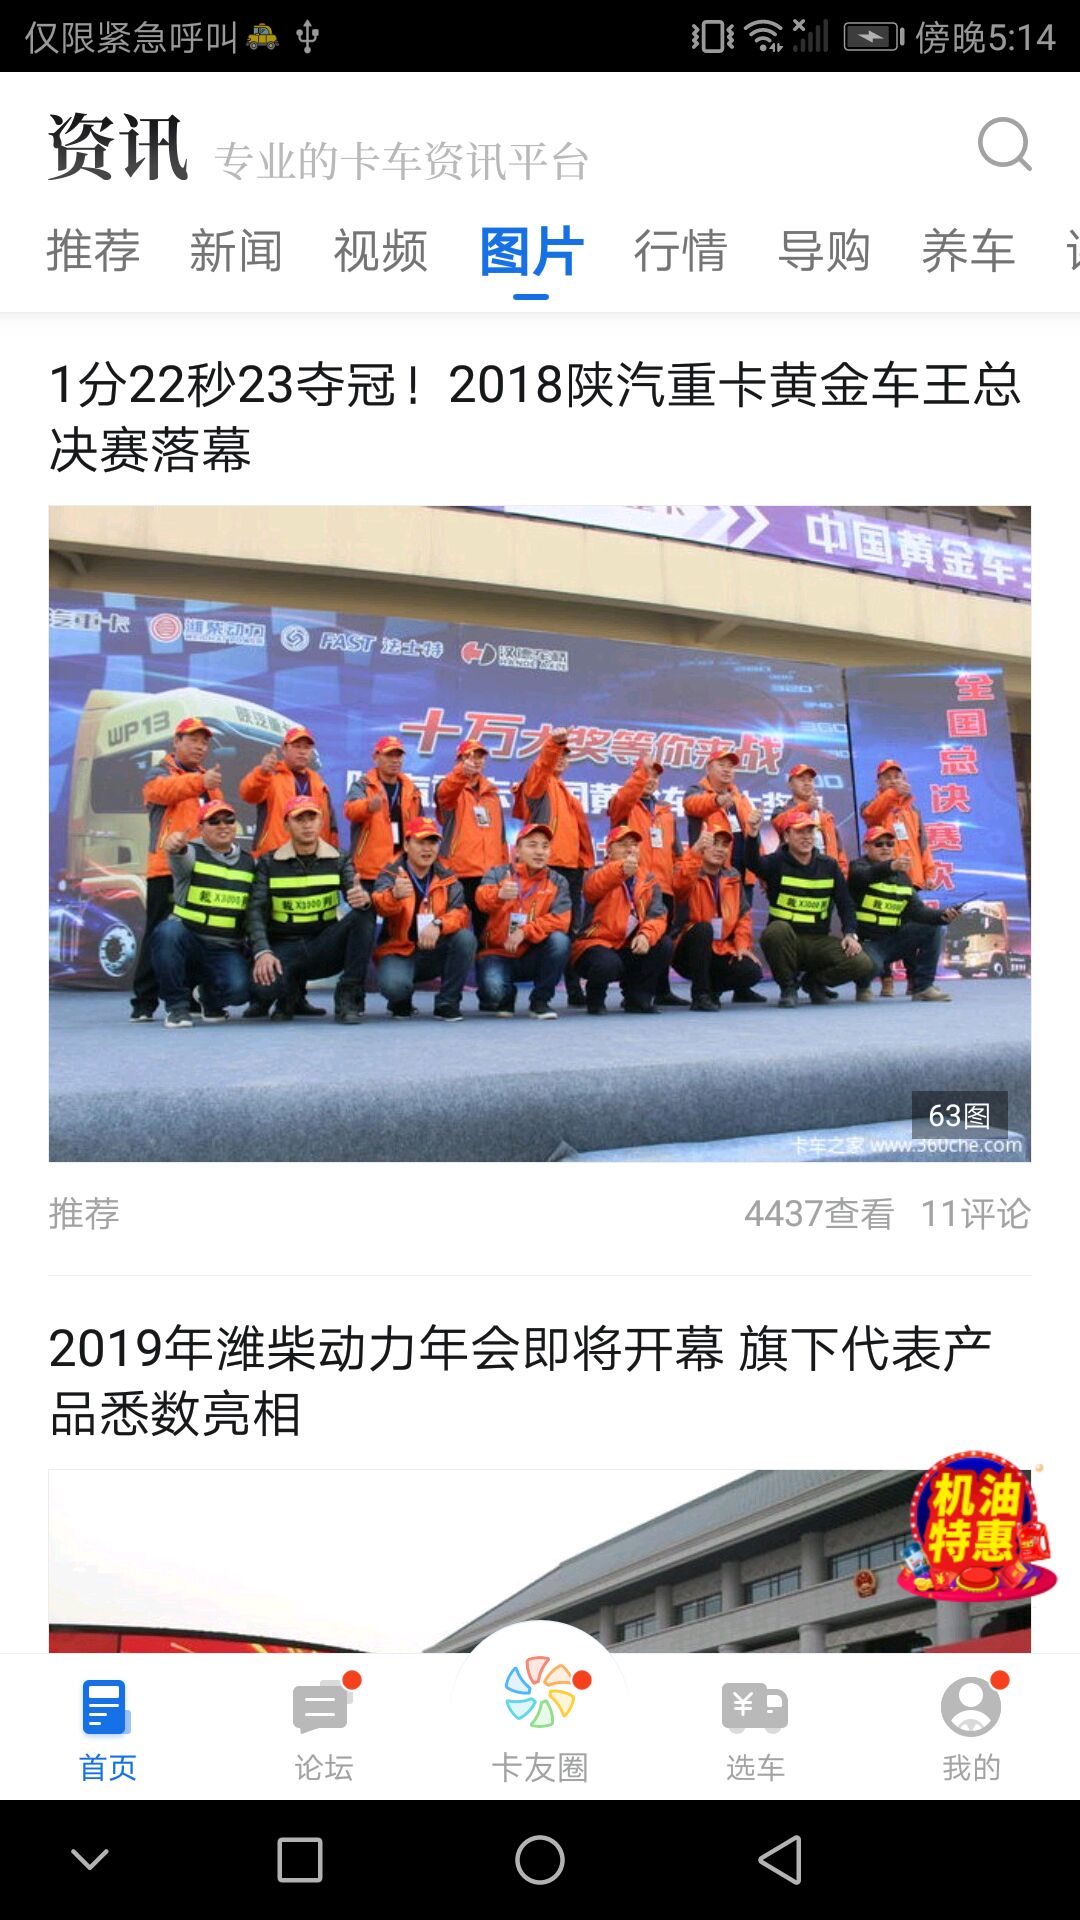 仅限紧急呼叫
傍晚5:14
资讯 专业的卡车资讯平台
推荐 新闻 视频 图片 行情 导购 养车
1分22秒23夺冠！2018陕汽重卡黄金车王总
决赛落幕
中国黄金车
汽重卡 潍柴动力 FAST 法士特 汉德车桥
WP13
陕汽重卡
十万大奖等你来战
全国总决赛
X3000
63图
卡车之家 www.360che.com
推荐 4437查看 11评论
2019年潍柴动力年会即将开幕 旗下代表产
品悉数亮相
机油
特惠
首页 论坛 卡友圈 选车 我的